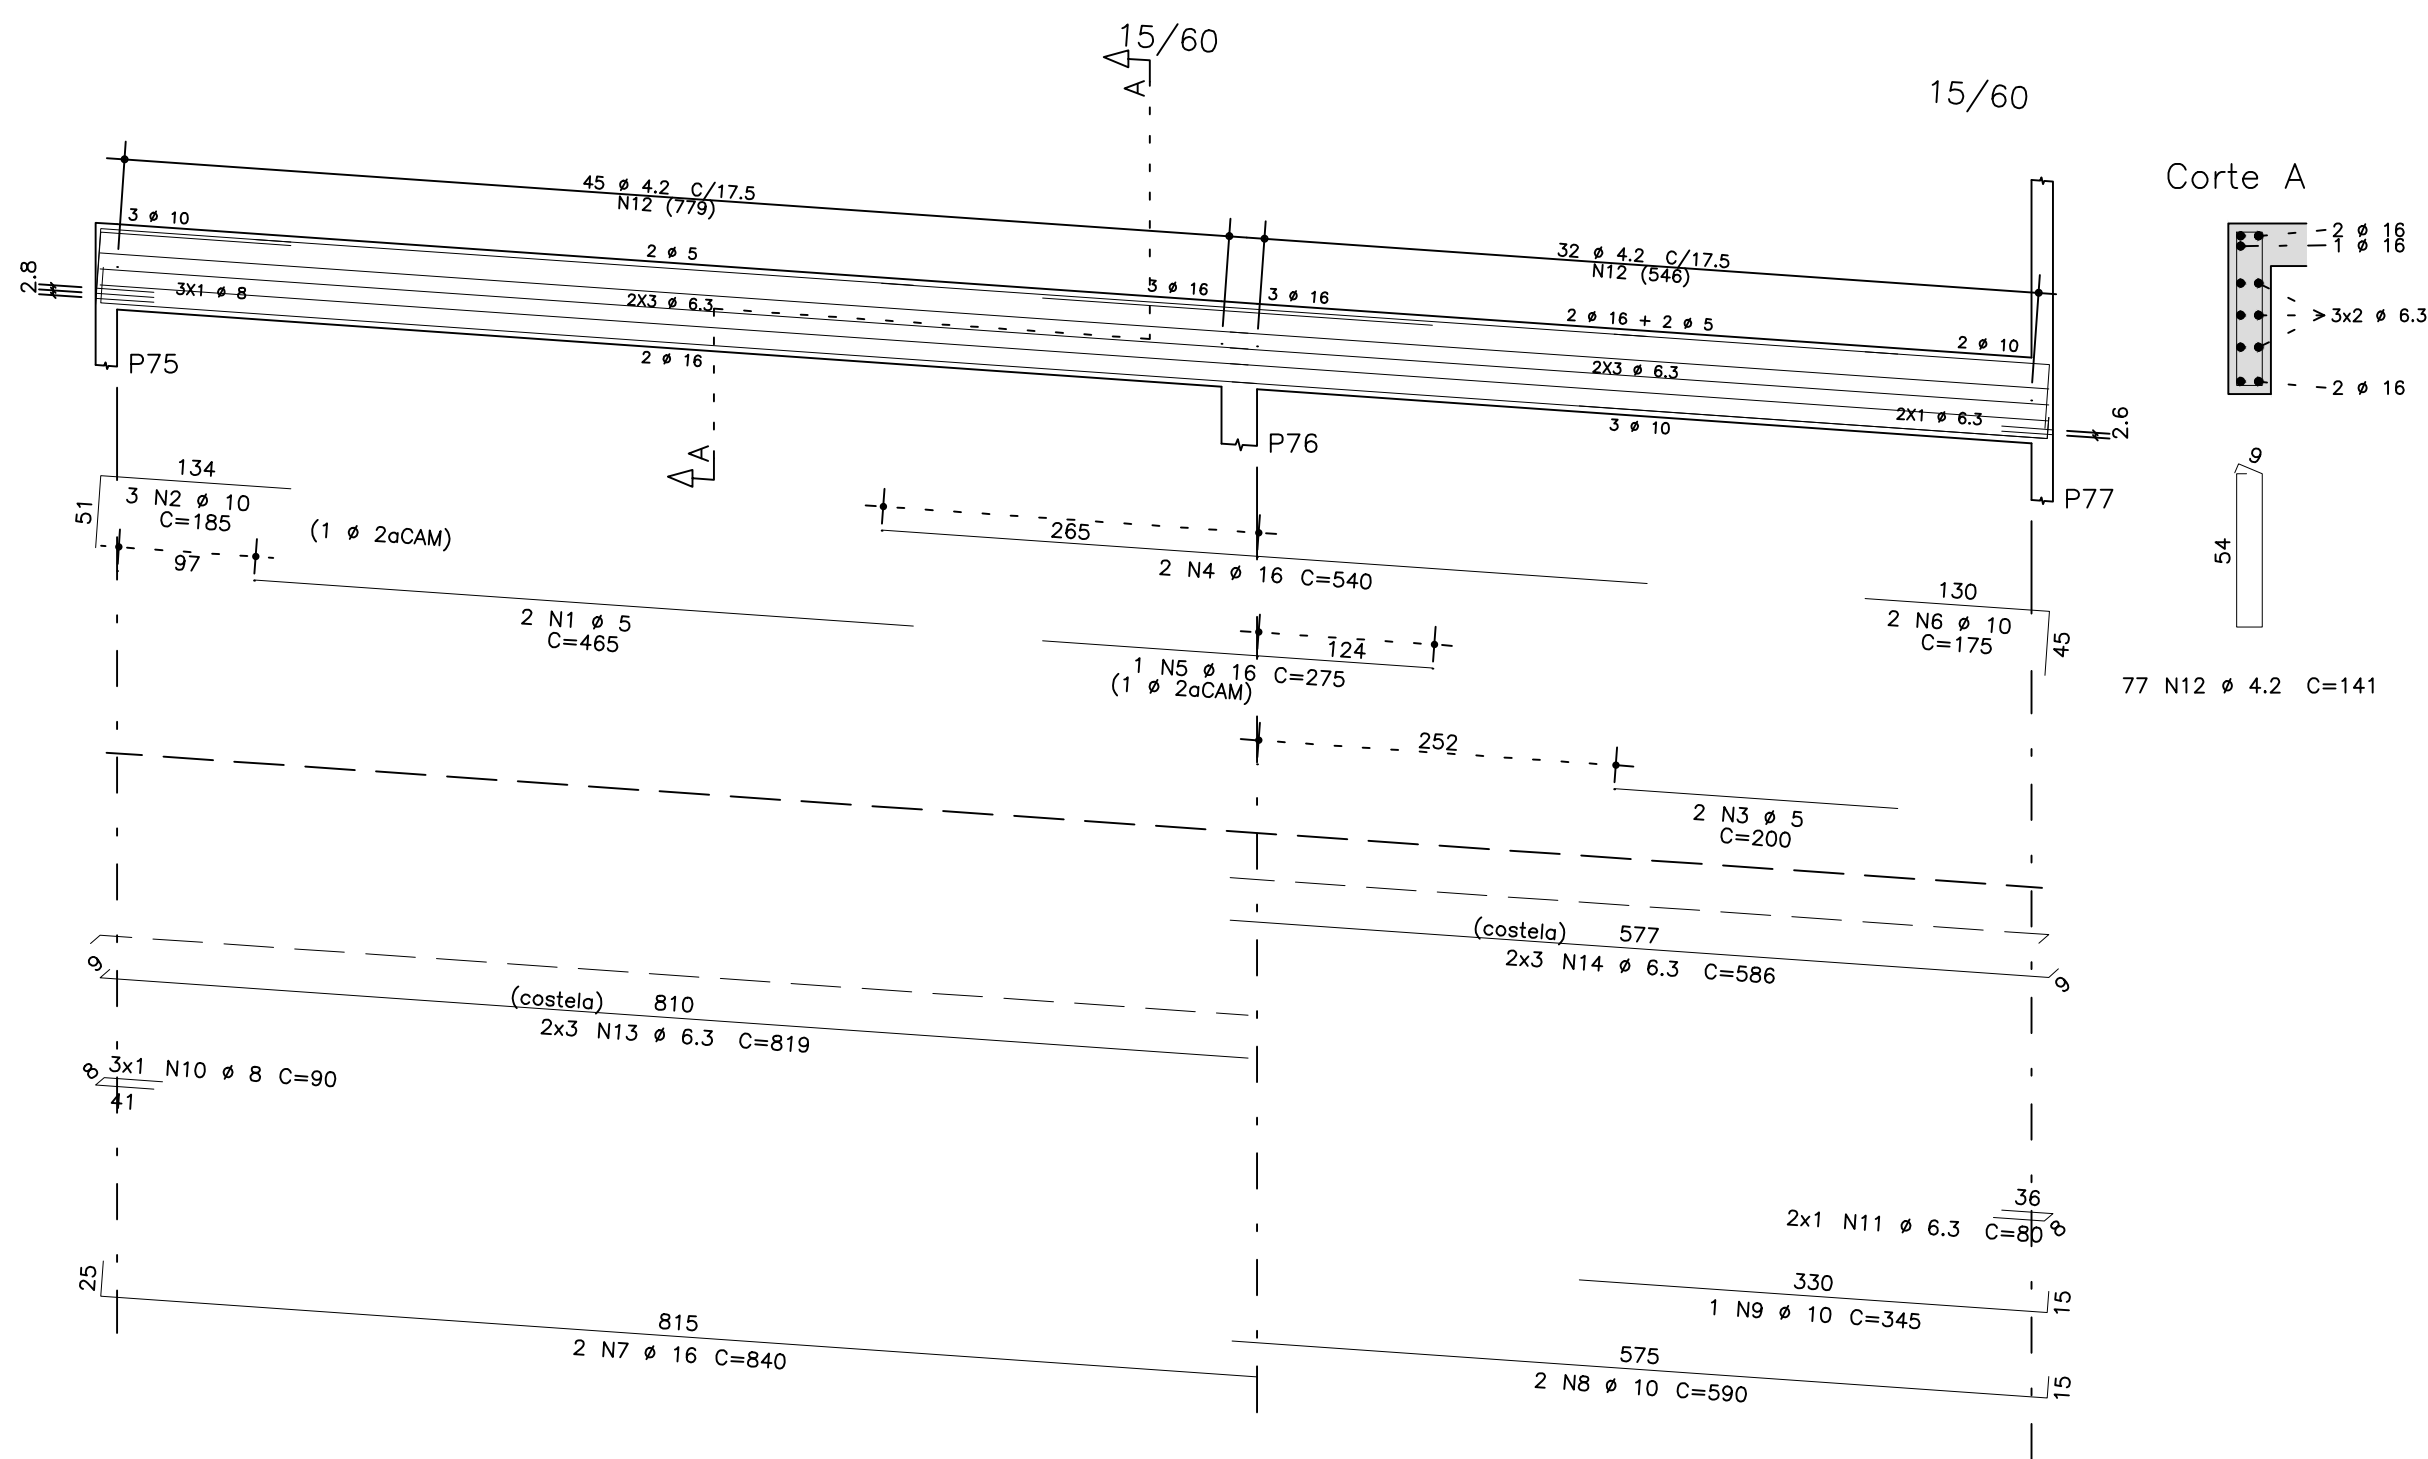 15/60
A
15/60
Corte A
45 ø 4.2 C/17.5
N12 (779)
3 ø 10
2 ø 5
32 ø 4.2 C/17.5
N12 (546)
2 ø 16
1 ø 16
2.8
3X1 ø 8
2X3 ø 6.3
3 ø 16
3 ø 16
2 ø 16 + 2 ø 5
2 ø 10
3x2 ø 6.3
P75
2 ø 16
2X3 ø 6.3
2X1 ø 6.3
2.6
2 ø 16
3 ø 10
P76
A
P77
134
51
3 N2 ø 10
C=185
(1 ø 2aCAM)
97
265
2 N4 ø 16 C=540
9
54
130
2 N6 ø 10
C=175
45
2 N1 ø 5
C=465
124
1 N5 ø 16 C=275
(1 ø 2aCAM)
77 N12 ø 4.2 C=141
252
2 N3 ø 5
C=200
(costela) 577
2x3 N14 ø 6.3 C=586
9
9
(costela) 810
2x3 N13 ø 6.3 C=819
8
3x1 N10 ø 8 C=90
41
36
2x1 N11 ø 6.3 C=80
8
330
1 N9 ø 10 C=345
15
25
815
2 N7 ø 16 C=840
575
2 N8 ø 10 C=590
15